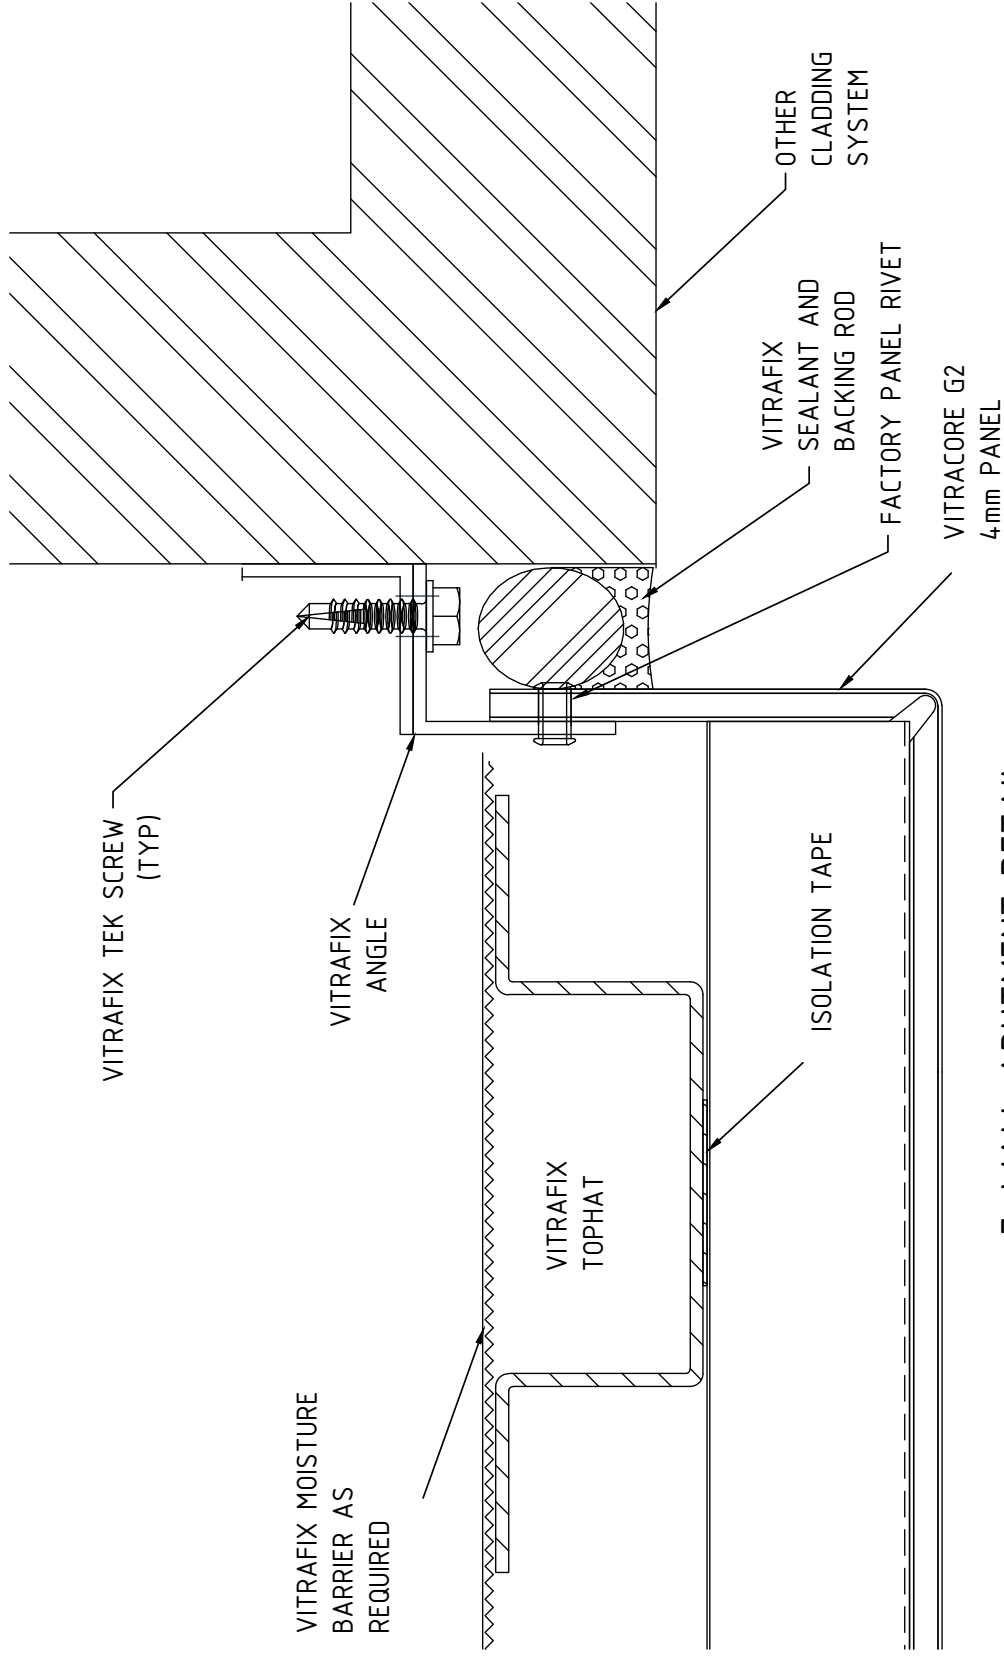 VITRAFIX MOISTURE
BARRIER AS
REQUIRED
VITRAFIX TEK SCREW
(TYP)
VITRAFIX
ANGLE
VITRAFIX
TOPHAT
ISOLATION TAPE
OTHER
CLADDING
SYSTEM
VITRAFIX
SEALANT AND
BACKING ROD
FACTORY PANEL RIVET
VITRACORE G2
4mm PANEL